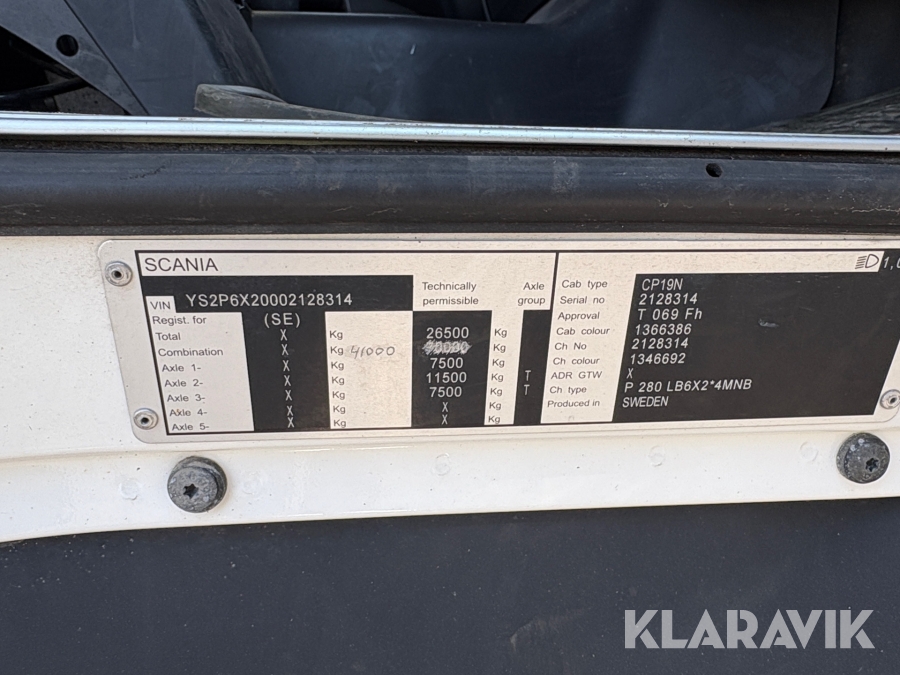 SCANIA
1,0
VIN YS2P6X20002128314
Technically permissible
Axle group
Regist. for (SE)
Total X Kg 26500 Kg
Combination X Kg 41000 Kg
Axle 1- X Kg 7500 Kg
Axle 2- X Kg 11500 Kg T
Axle 3- X Kg 7500 Kg T
Axle 4- X Kg X Kg
Axle 5- X Kg X Kg
Cab type CP19N
Serial no 2128314
Approval T 069 Fh
Cab colour 1366386
Ch No 2128314
Ch colour 1346692
ADR GTW X
Ch type P 280 LB6X2*4MNB
Produced in SWEDEN
KLARAVIK